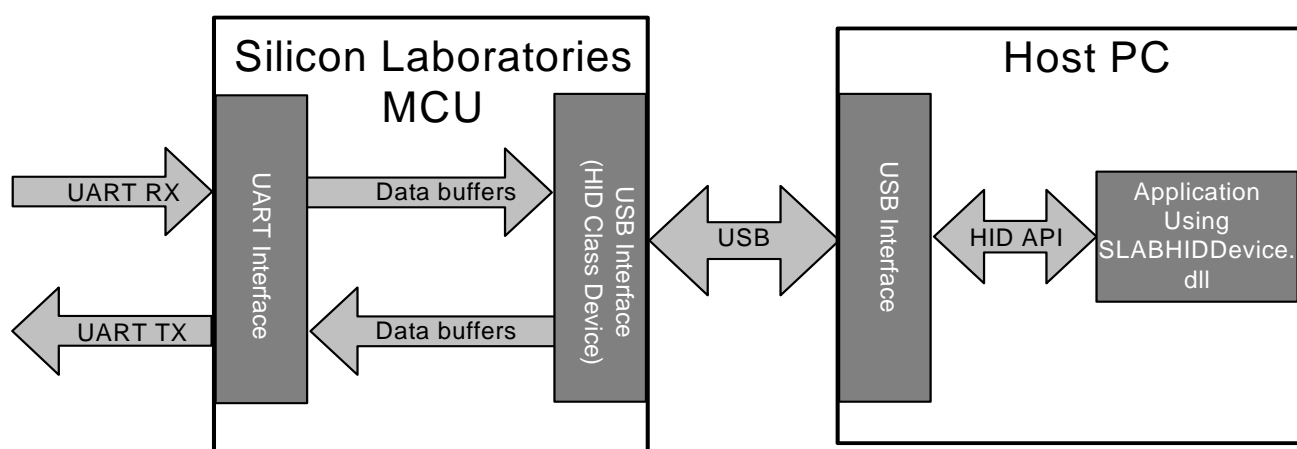 Silicon Laboratories
MCU
Host PC
UART RX
UART Interface
Data buffers
USB Interface
(HID Class Device)
USB
USB Interface
HID API
Application
Using
SLABHIDDevice.
dll
UART TX
Data buffers